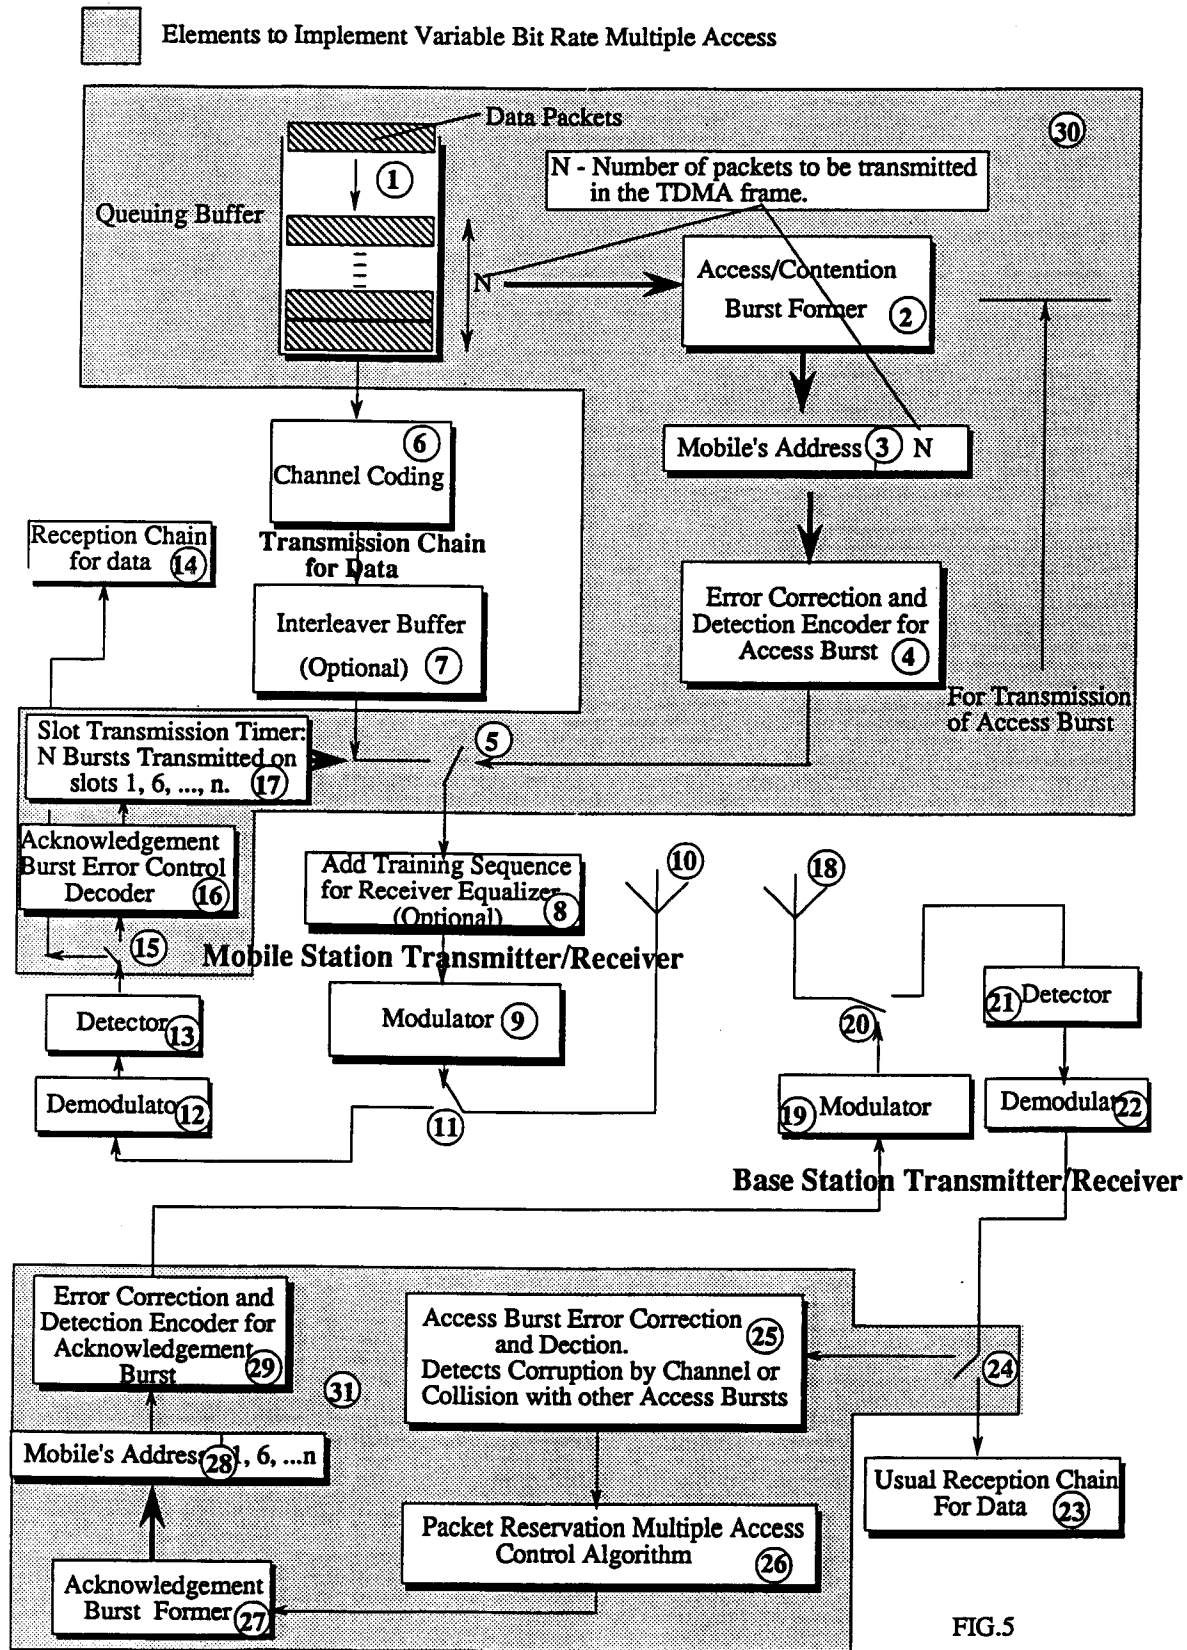 Elements to Implement Variable Bit Rate Multiple Access
Data Packets
30
1
N - Number of packets to be transmitted
in the TDMA frame.
Queuing Buffer
N
Access/Contention
Burst Former 2
6
Channel Coding
Mobile's Address 3 N
Reception Chain
for data 14
Transmission Chain
for Data
Interleaver Buffer
(Optional) 7
Error Correction and
Detection Encoder for
Access Burst 4
For Transmission
of Access Burst
Slot Transmission Timer:
N Bursts Transmitted on
slots 1, 6, ..., n. 17
5
Acknowledgement
Burst Error Control
Decoder 16
Add Training Sequence
for Receiver Equalizer
(Optional) 8
10
18
15
Mobile Station Transmitter/Receiver
Detector 13
Modulator 9
20
21 Detector
Demodulator 12
11
19 Modulator
Demodulat 22
Base Station Transmitter/Receiver
Error Correction and
Detection Encoder for
Acknowledgement
Burst 29
31
Access Burst Error Correction
and Dection. 25
Detects Corruption by Channel or
Collision with other Access Bursts
24
Mobile's Address 28 1, 6, ...n
Usual Reception Chain
For Data 23
Packet Reservation Multiple Access
Control Algorithm 26
Acknowledgement
Burst Former 27
FIG.5